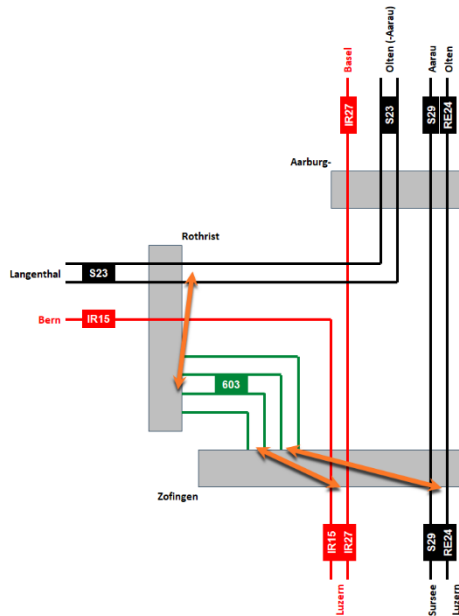 Basel
Olten (-Aarau)
Aarau
Olten
IR27
S23
S29
RE24
Aarburg-
Rothrist
Langenthal
S23
Bern
IR15
603
Zofingen
IR15
IR27
S29
RE24
Luzern
Sursee
Luzern